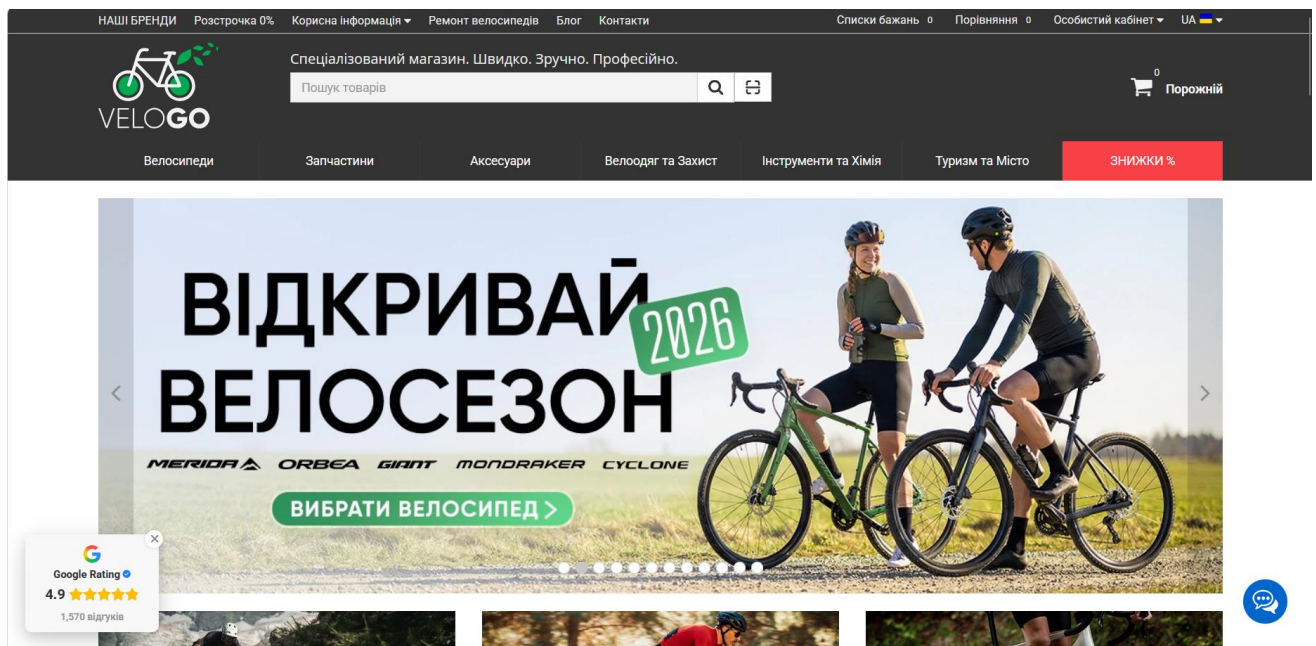 НАШІ БРЕНДИ Розстрочка 0% Корисна інформація Ремонт велосипедів Блог Контакти Списки бажань 0 Порівняння 0 Особистий кабінет UA
Спеціалізований магазин. Швидко. Зручно. Професійно.
Пошук товарів
0
Порожній
VELOGO
Велосипеди Запчастини Аксесуари Велоодяг та Захист Інструменти та Хімія Туризм та Місто ЗНИЖКИ %
ВІДКРИВАЙ
2026
ВЕЛОСЕЗОН
MERIDA ORBEA GIANT MONDRAKER CYCLONE
ВИБРАТИ ВЕЛОСИПЕД >
Google Rating
4.9
1,570 відгуків